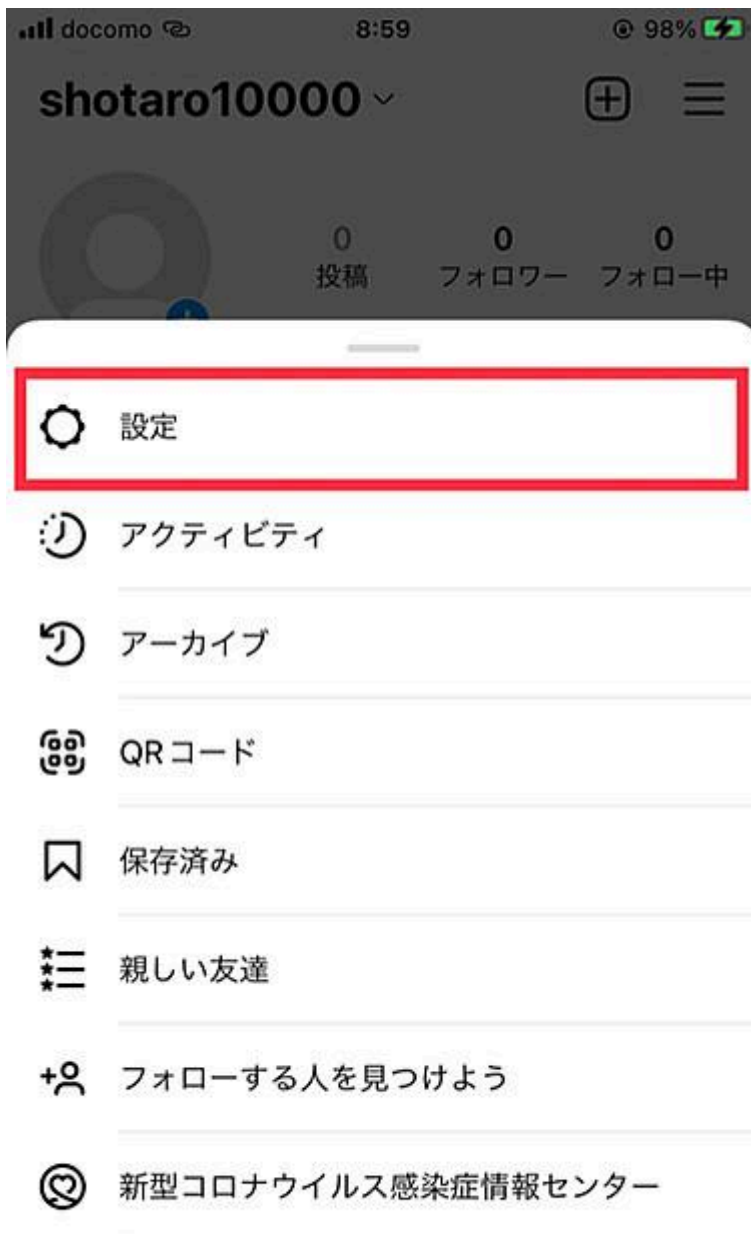 docomo 8:59 98%
shotaro10000
0 0 0
投稿 フォロワー フォロー中
設定
アクティビティ
アーカイブ
QRコード
保存済み
親しい友達
フォローする人を見つけよう
新型コロナウイルス感染症情報センター